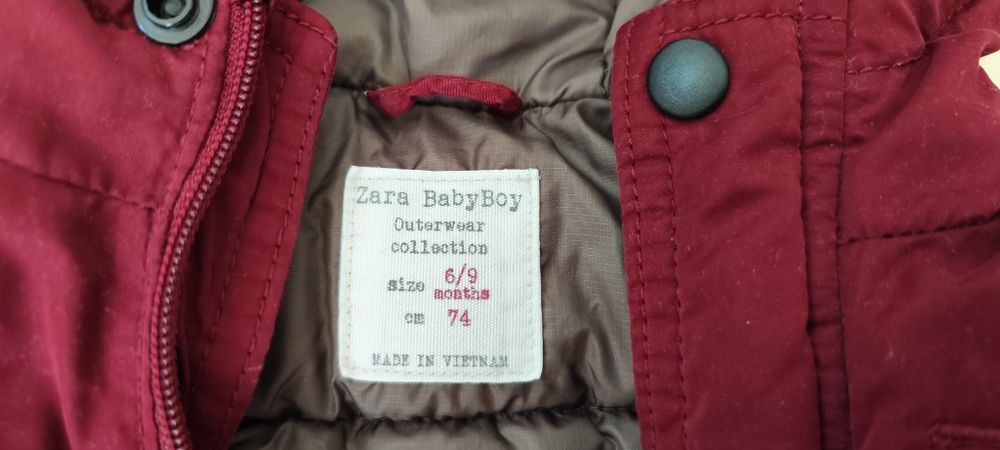 Zara BabyBoy
Outerwear
collection
size 6/9
months
cm 74
MADE IN VIETNAM